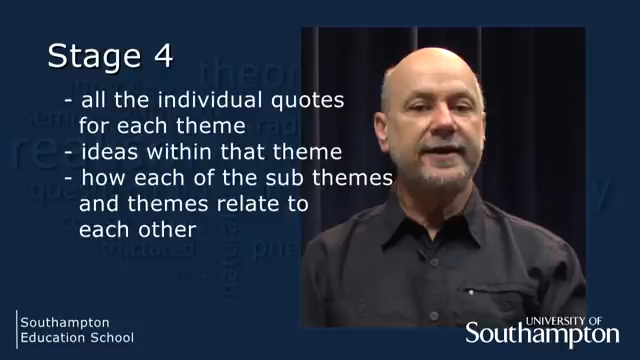 Stage 4
- all the individual quotes
for each theme
- ideas within that theme
- how each of the sub themes
and themes relate to
each other
Southampton
Education School
UNIVERSITY OF
Southampton